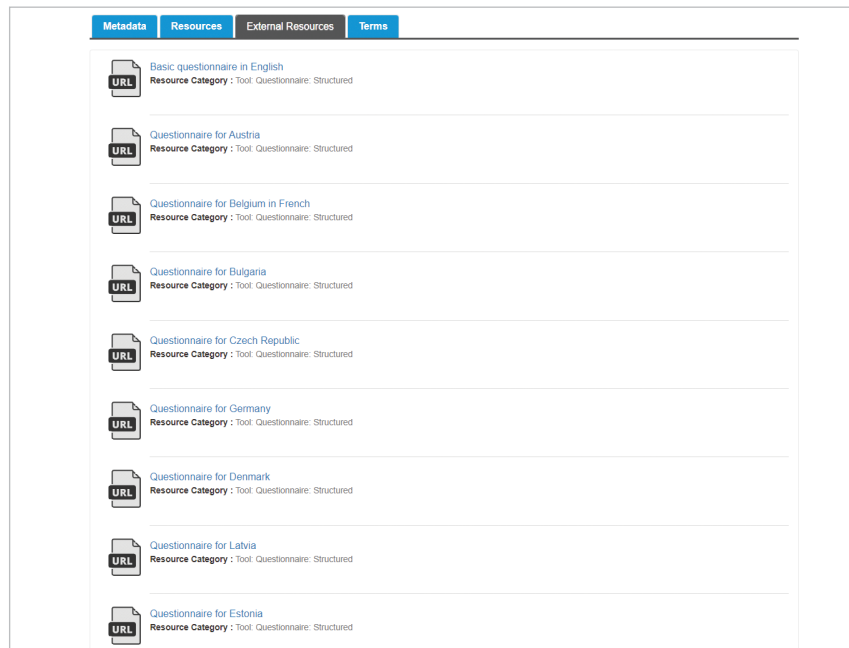 Metadata Resources External Resources Terms
URL
Basic questionnaire in English
Resource Category : Tool: Questionnaire: Structured
URL
Questionnaire for Austria
Resource Category : Tool: Questionnaire: Structured
URL
Questionnaire for Belgium in French
Resource Category : Tool: Questionnaire: Structured
URL
Questionnaire for Bulgaria
Resource Category : Tool: Questionnaire: Structured
URL
Questionnaire for Czech Republic
Resource Category : Tool: Questionnaire: Structured
URL
Questionnaire for Germany
Resource Category : Tool: Questionnaire: Structured
URL
Questionnaire for Denmark
Resource Category : Tool: Questionnaire: Structured
URL
Questionnaire for Latvia
Resource Category : Tool: Questionnaire: Structured
URL
Questionnaire for Estonia
Resource Category : Tool: Questionnaire: Structured